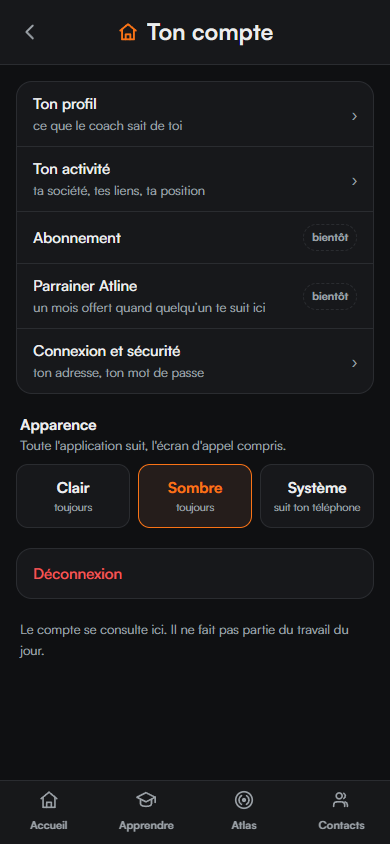 Ton compte
Ton profil
ce que le coach sait de toi
›
Ton activité
ta société, tes liens, ta position
›
Abonnement
bientôt
Parrainer Atline
un mois offert quand quelqu'un te suit ici
bientôt
Connexion et sécurité
ton adresse, ton mot de passe
›
Apparence
Toute l'application suit, l'écran d'appel compris.
Clair
toujours
Sombre
toujours
Système
suit ton téléphone
Déconnexion
Le compte se consulte ici. Il ne fait pas partie du travail du
jour.
Accueil
Apprendre
Atlas
Contacts